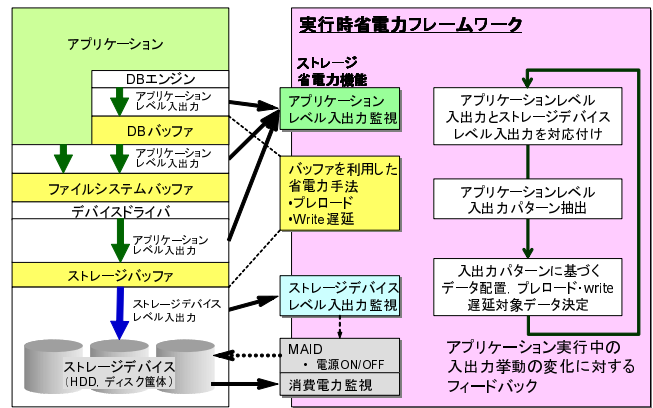 アプリケーション
DBエンジン
アプリケーション
レベル入出力
DBバッファ
アプリケーション
レベル入出力
ファイルシステムバッファ
デバイスドライバ
アプリケーション
レベル入出力
ストレージバッファ
ストレージデバイス
レベル入出力
ストレージデバイス
(HDD, ディスク筐体)
実行時省電力フレームワーク
ストレージ
省電力機能
アプリケーション
レベル入出力監視
バッファを利用した
省電力手法
•プレロード
•Write遅延
ストレージデバイス
レベル入出力監視
MAID
・ 電源ON/OFF
消費電力監視
アプリケーションレベル
入出力とストレージデバイス
レベル入出力を対応付け
アプリケーションレベル
入出力パターン抽出
入出力パターンに基づく
データ配置, プレロード・write
遅延対象データ決定
アプリケーション実行中の
入出力挙動の変化に対する
フィードバック